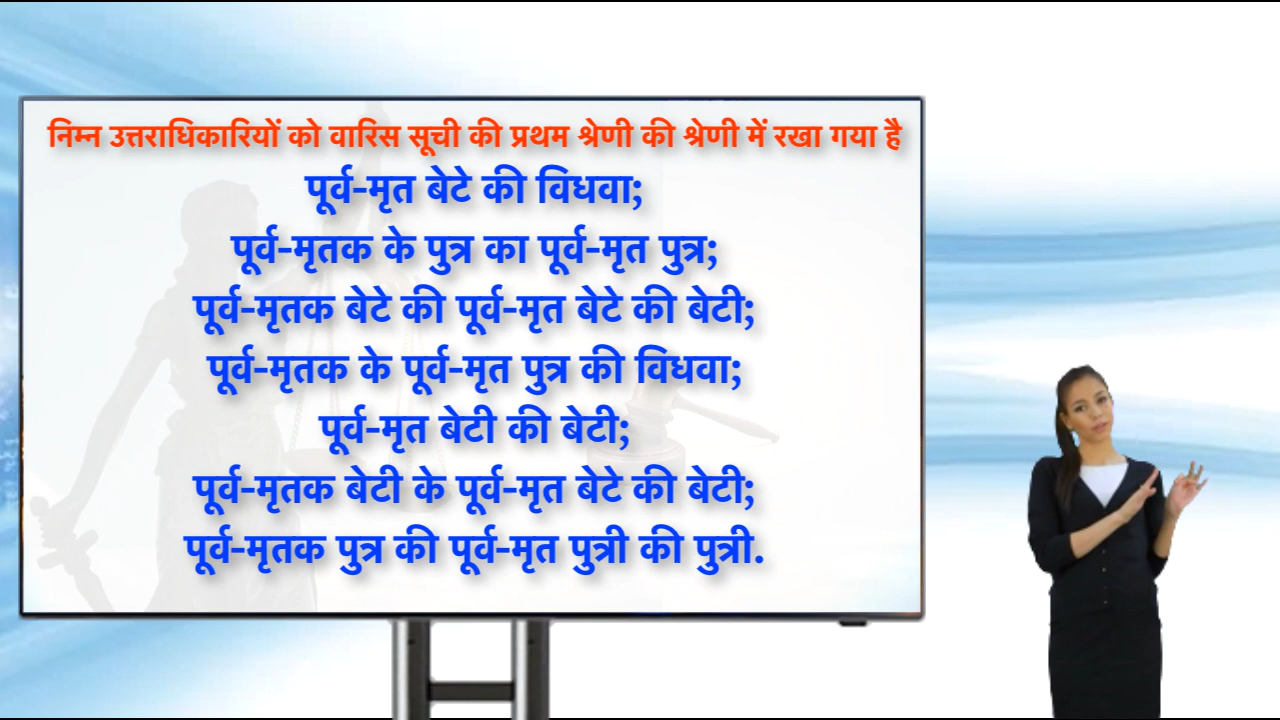 निम्न उत्तराधिकारियों को वारिस सूची की प्रथम श्रेणी की श्रेणी में रखा गया है
पूर्व-मृत बेटे की विधवा;
पूर्व-मृतक के पुत्र का पूर्व-मृत पुत्र;
पूर्व-मृतक बेटे की पूर्व-मृत बेटे की बेटी;
पूर्व-मृतक के पूर्व-मृत पुत्र की विधवा;
पूर्व-मृत बेटी की बेटी;
पूर्व-मृतक बेटी के पूर्व-मृत बेटे की बेटी;
पूर्व-मृतक पुत्र की पूर्व-मृत पुत्री की पुत्री.